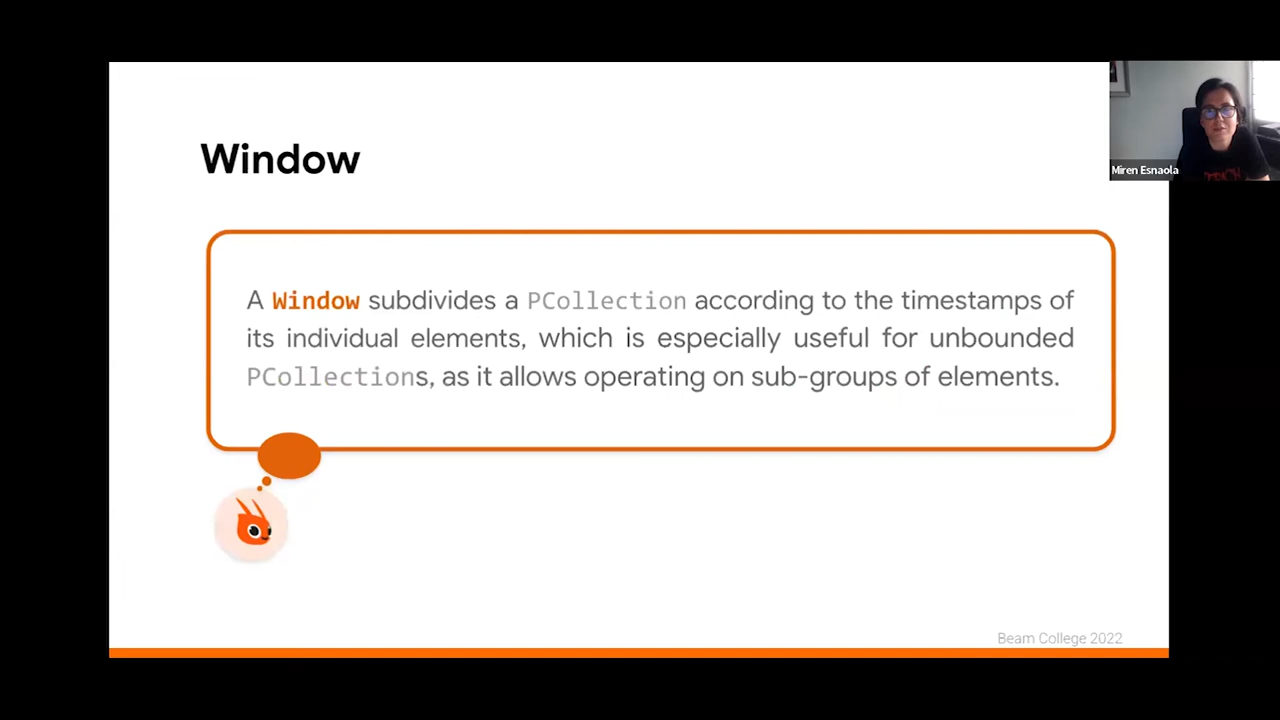 Window
Miren Esnaola
A Window subdivides a PCollection according to the timestamps of
its individual elements, which is especially useful for unbounded
PCollections, as it allows operating on sub-groups of elements.
Beam College 2022